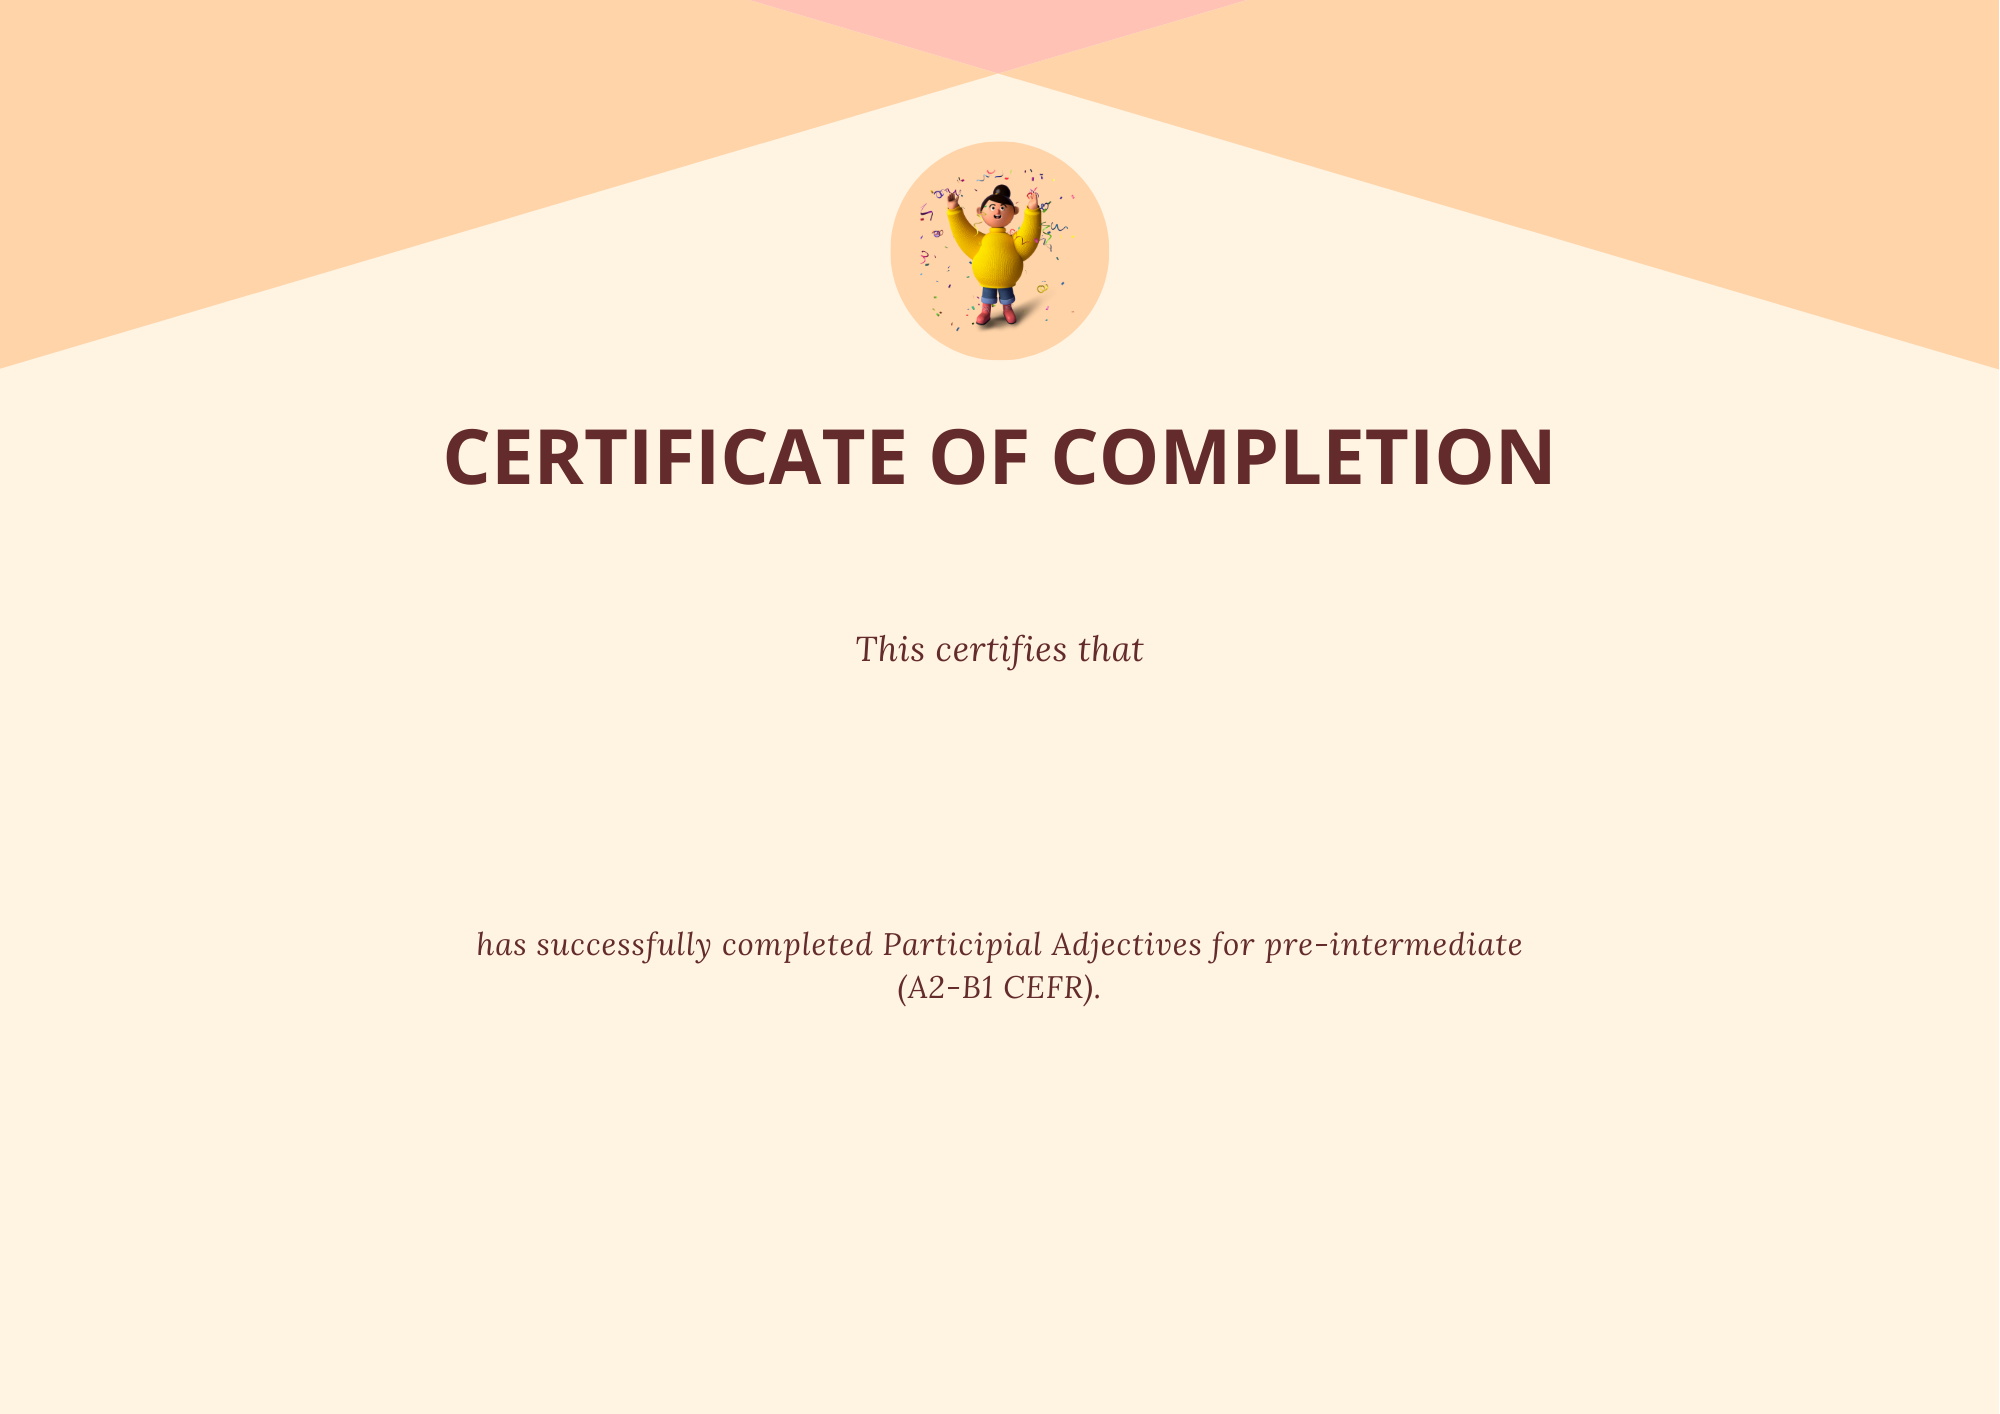 CERTIFICATE OF COMPLETION
This certifies that
has successfully completed Participial Adjectives for pre-intermediate
(A2-B1 CEFR).